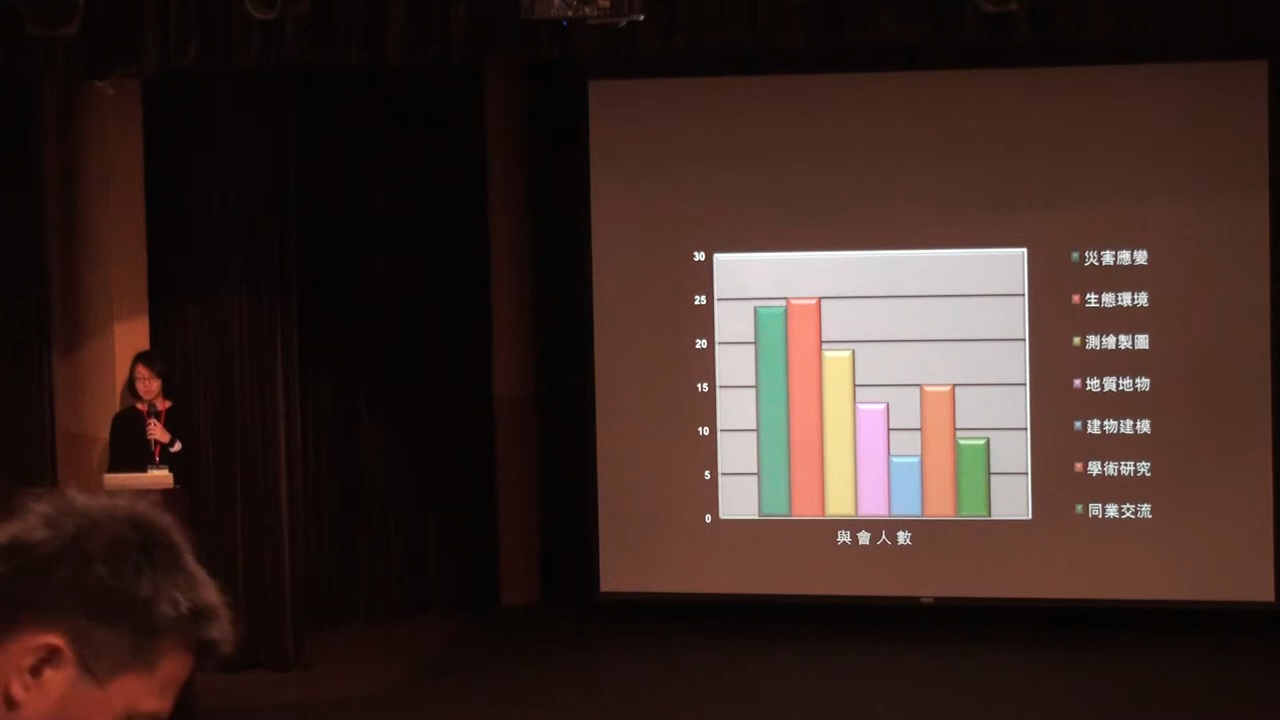 30
25
20
15
10
5
0
與會人數
災害應變
生態環境
測繪製圖
地質地物
建物建模
學術研究
同業交流